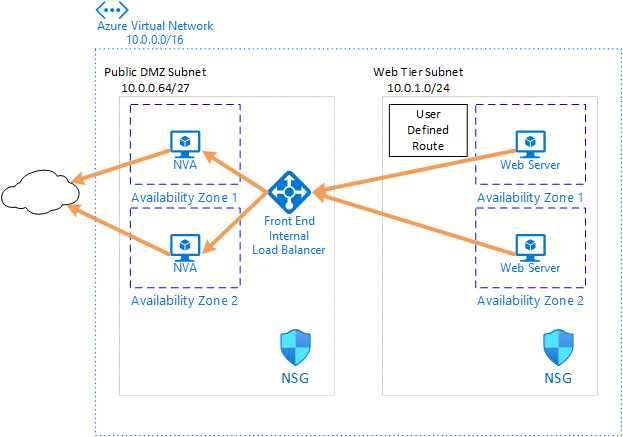 Azure Virtual Network
10.0.0.0/16
Public DMZ Subnet
10.0.0.64/27
NVA
Availability Zone 1
NVA
Availability Zone 2
Front End
Internal
Load Balancer
NSG
Web Tier Subnet
10.0.1.0/24
User
Defined
Route
Web Server
Availability Zone 1
Web Server
Availability Zone 2
NSG